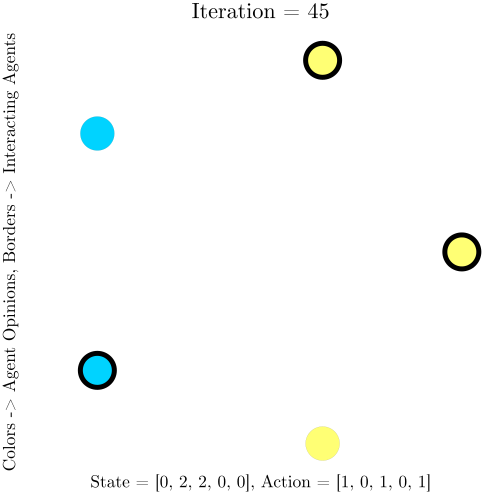 Iteration = 45
Colors -> Agent Opinions, Borders -> Interacting Agents
State = [0, 2, 2, 0, 0], Action = [1, 0, 1, 0, 1]